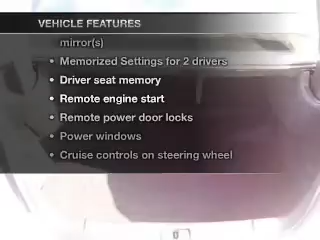 VEHICLE FEATURES
mirror(s)
• Memorized Settings for 2 drivers
• Driver seat memory
• Remote engine start
• Remote power door locks
• Power windows
• Cruise controls on steering wheel